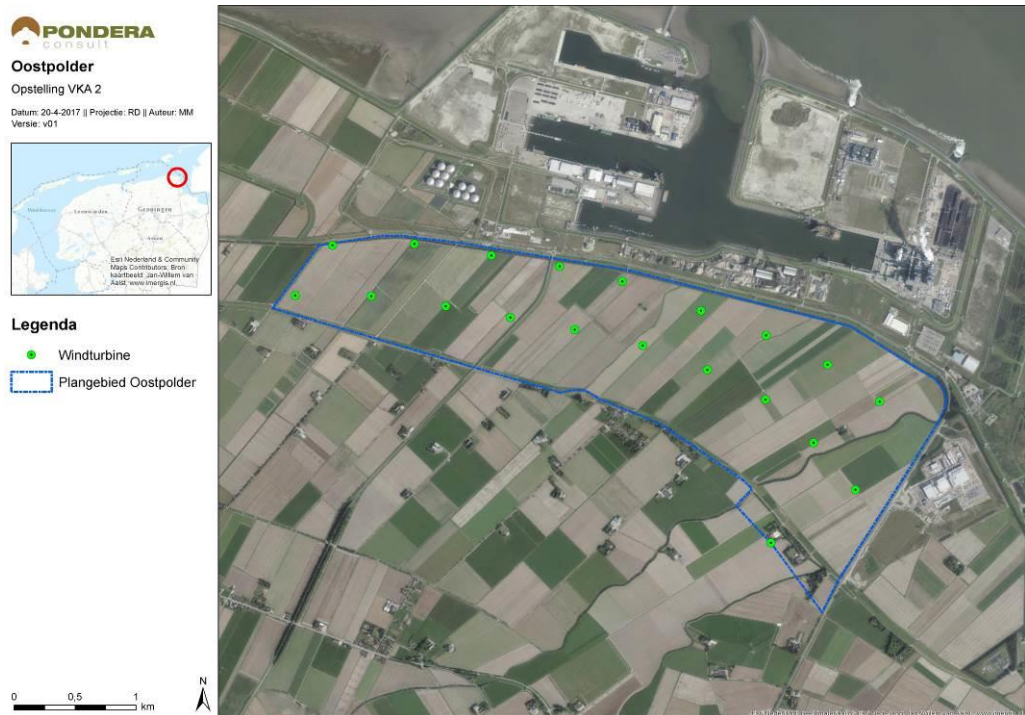 PONDERA
consult
Oostpolder
Opstelling VKA 2
Datum: 20-4-2017 || Projectie: RD || Auteur: MM
Versie: v01
Leeuwarden
Groningen
Assen
Esri Nederland & Community
Maps Contributors, Bron
kaartbeeld: Jan-Willem van
Aalst, www.imergis.nl,
Legenda
Windturbine
Plangebied Oostpolder
N
0 0,5 1
km